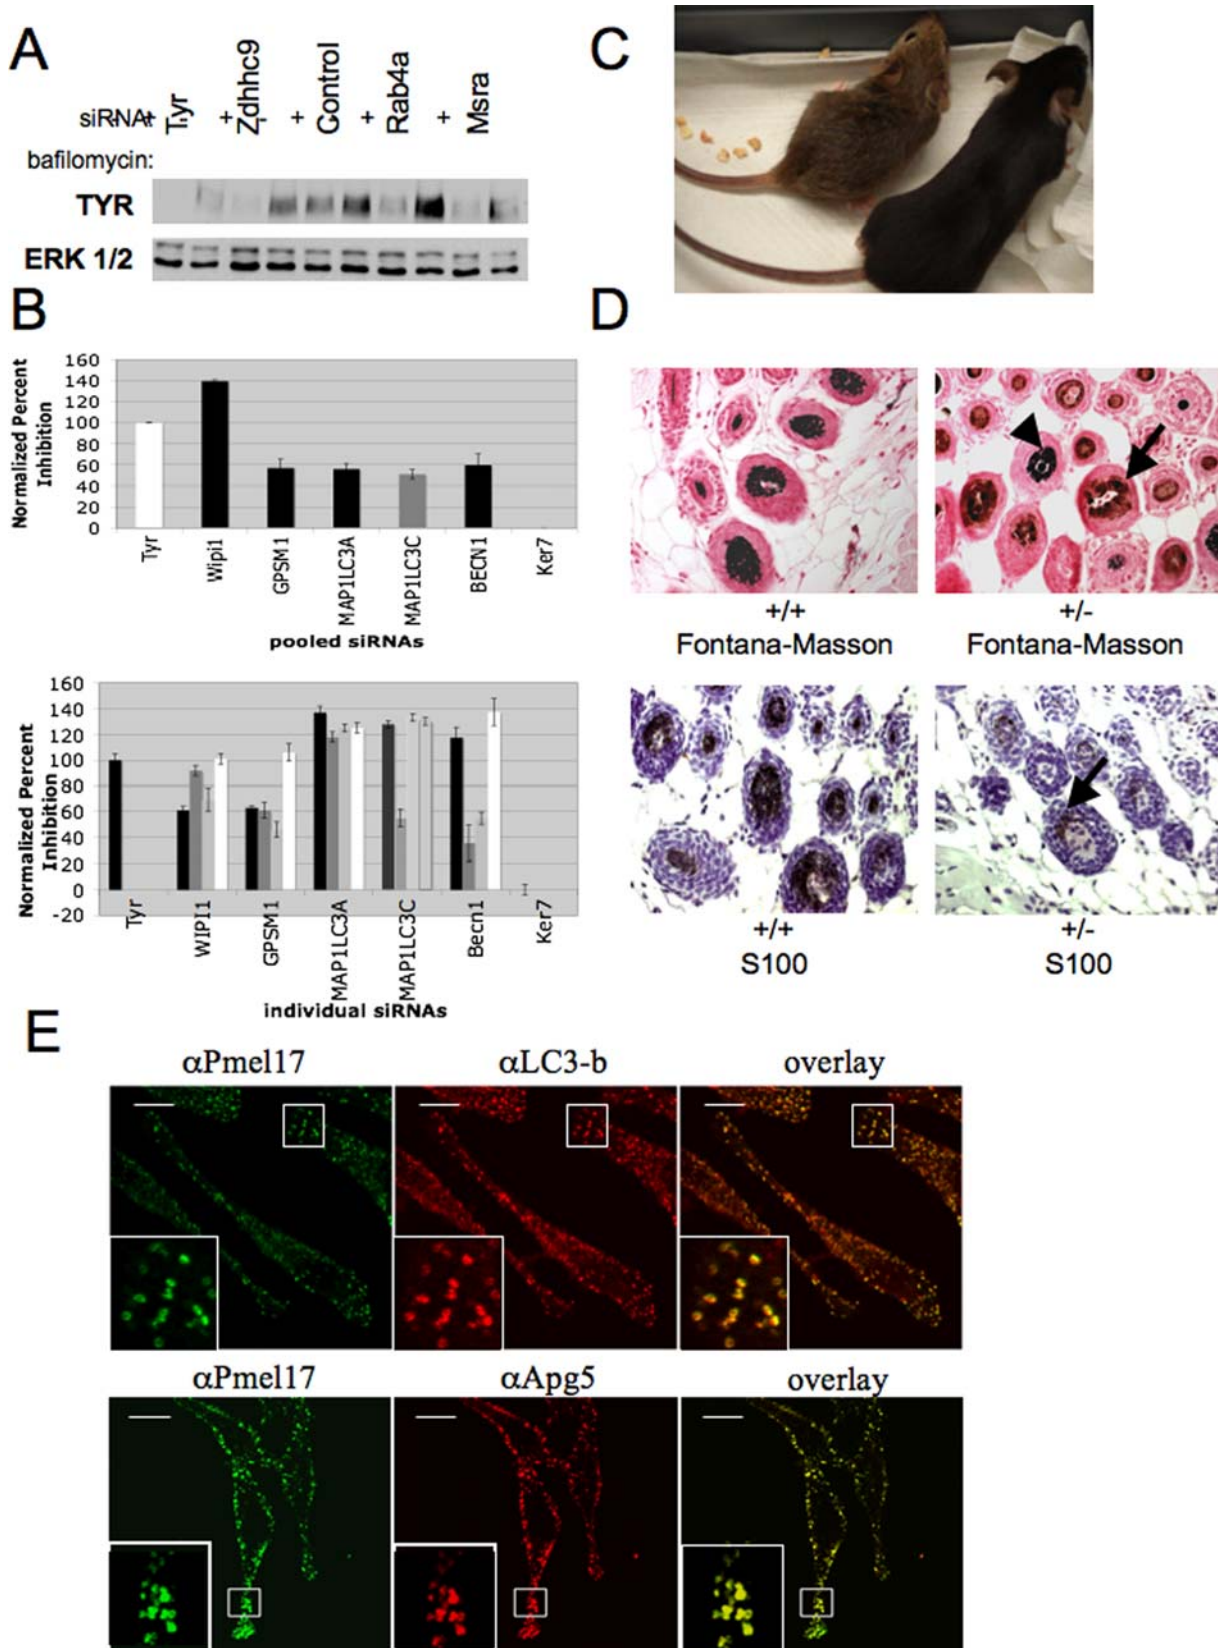 A
siRNA:
Tyr
+
Zdhhc9
+
Control
+
Rab4a
+
Msra
bafilomycin:
TYR
ERK 1/2
B
Normalized Percent Inhibition
160
140
120
100
80
60
40
20
0
Tyr
Wipi1
GPSM1
MAP1LC3A
MAP1LC3C
BECN1
Ker7
pooled siRNAs
Normalized Percent Inhibition
160
140
120
100
80
60
40
20
0
-20
Tyr
WIPI1
GPSM1
MAP1LC3A
MAP1LC3C
Becn1
Ker7
individual siRNAs
C
D
+/+
Fontana-Masson
+/-
Fontana-Masson
+/+
S100
+/-
S100
E
αPmel17
αLC3-b
overlay
αPmel17
αApg5
overlay